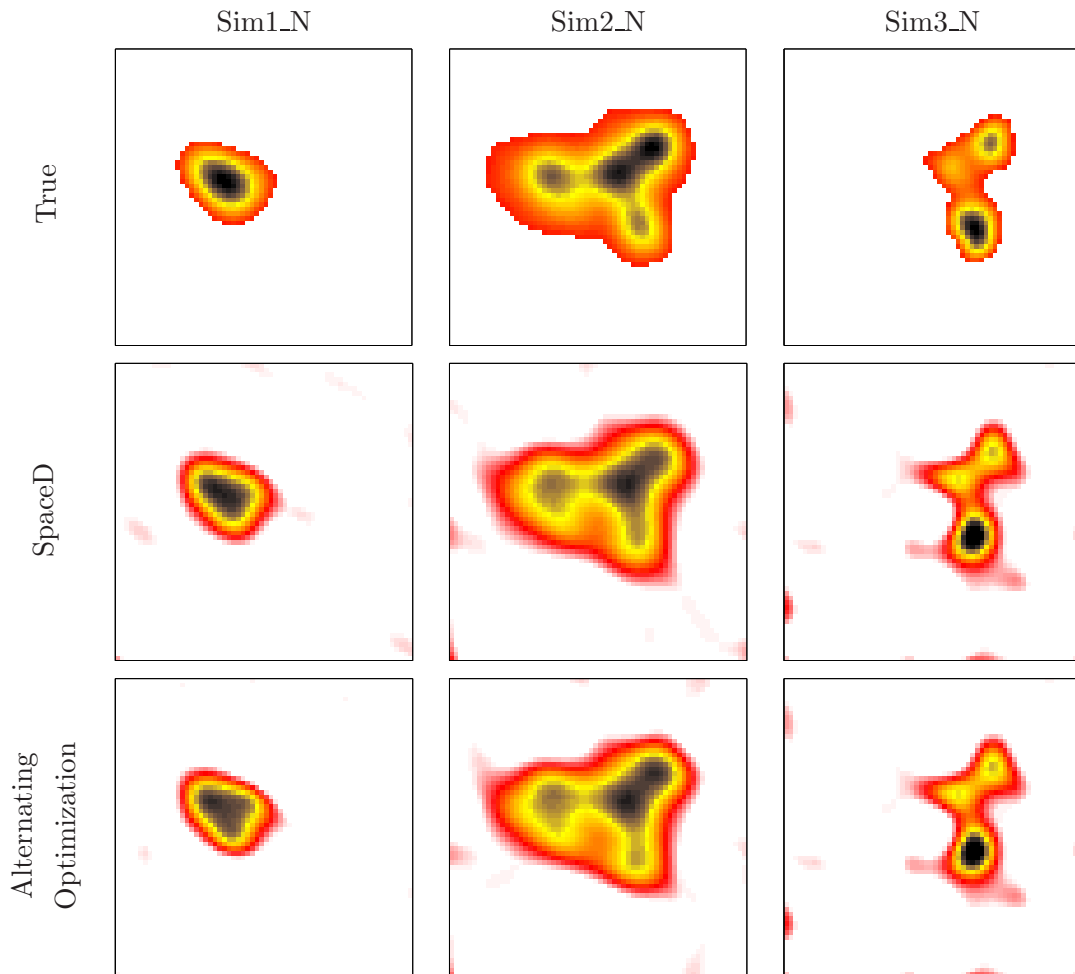 Sim1_N
Sim2_N
Sim3_N
True
SpaceD
Alternating
Optimization